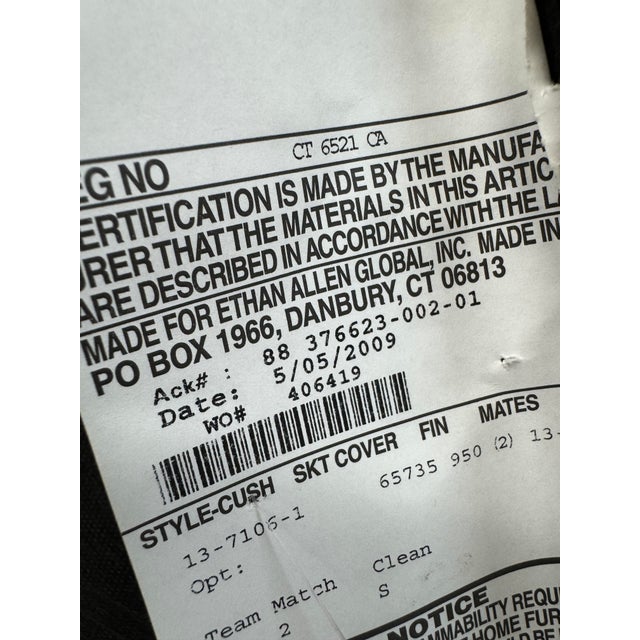 EG NO CT 6521 CA
ERTIFICATION IS MADE BY THE MANUFA
URER THAT THE MATERIALS IN THIS ARTIC
ARE DESCRIBED IN ACCORDANCE WITH THE LA
MADE FOR ETHAN ALLEN GLOBAL, INC. MADE IN
PO BOX 1966, DANBURY, CT 06813
Ack# : 88 376623-002-01
Date: 5/05/2009
WO# 406419
STYLE-CUSH SKT COVER FIN MATES
13-7106-1 65735 950 (2) 13-
Opt:
Team Match Clean
2 S
NOTICE
MMABILITY REQU
HOME FUR